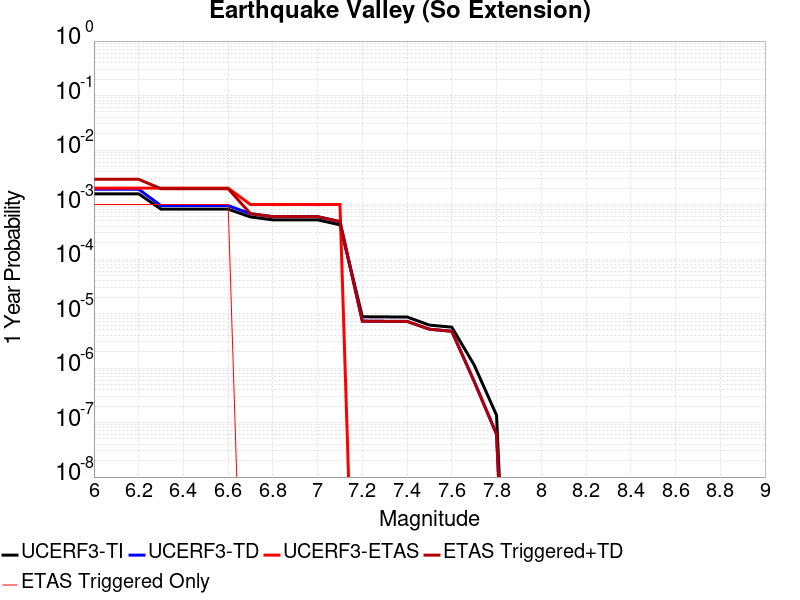 Earthquake Valley (So Extension)
10^0
10^-1
10^-2
10^-3
10^-4
10^-5
10^-6
10^-7
10^-8
1 Year Probability
6 6.2 6.4 6.6 6.8 7 7.2 7.4 7.6 7.8 8 8.2 8.4 8.6 8.8 9
Magnitude
UCERF3-TI UCERF3-TD UCERF3-ETAS ETAS Triggered+TD
ETAS Triggered Only